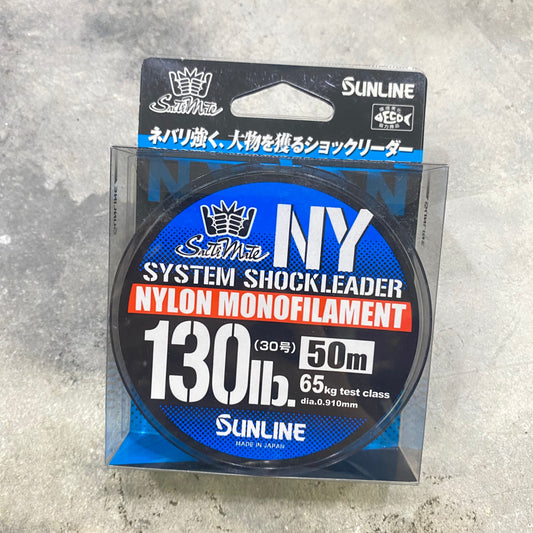 SaltiMate
SUNLINE
ECO
ネバリ強く、大物を獲るショックリーダー
NYLON
SaltiMate
NY
SYSTEM SHOCKLEADER
NYLON MONOFILAMENT
130lb.
(30号)
50m
65kg test class
dia.0.910mm
SUNLINE
MADE IN JAPAN